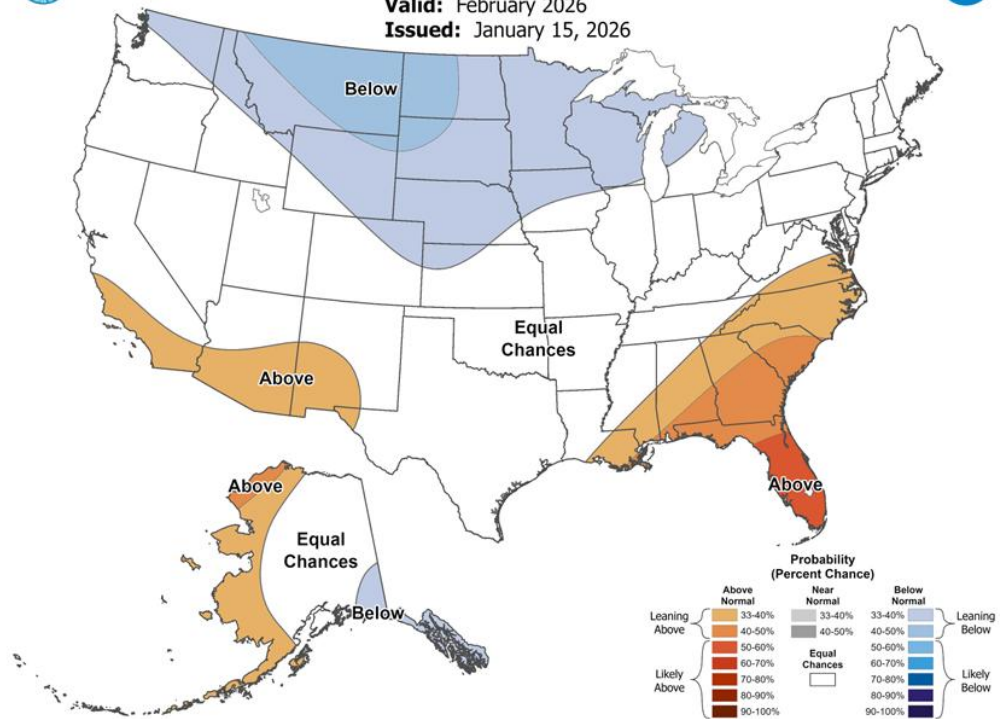 Valid: February 2026
Issued: January 15, 2026
Below
Equal
Chances
Above
Above
Above
Equal
Chances
Below
Probability
(Percent Chance)
Above
Normal
Near
Normal
Below
Normal
Leaning
Above
33-40%
33-40%
33-40%
Leaning
Below
40-50%
40-50%
40-50%
Likely
Above
50-60%
Equal
Chances
50-60%
Likely
Below
60-70%
60-70%
70-80%
70-80%
80-90%
80-90%
90-100%
90-100%